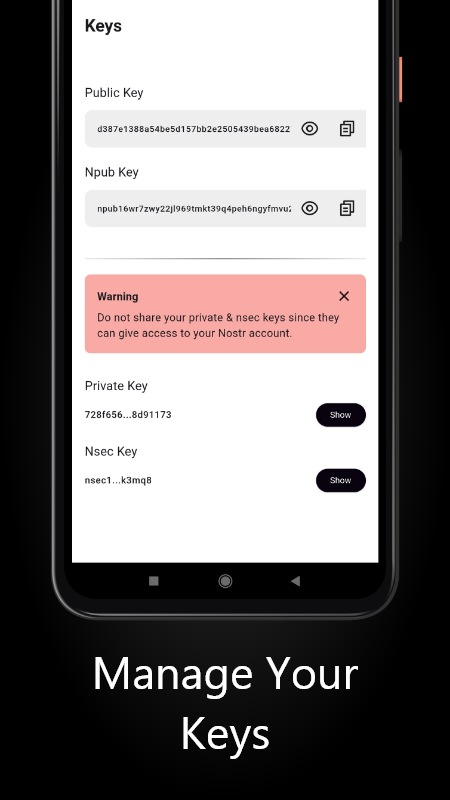 Keys
Public Key
d387e1388a54be5d157bb2e2505439bea6822
Npub Key
npub16wr7zwy22jl969tmkt39q4peh6ngyfmvu2
Warning
Do not share your private & nsec keys since they
can give access to your Nostr account.
Private Key
728f656...8d91173
Show
Nsec Key
nsec1...k3mq8
Show
Manage Your
Keys